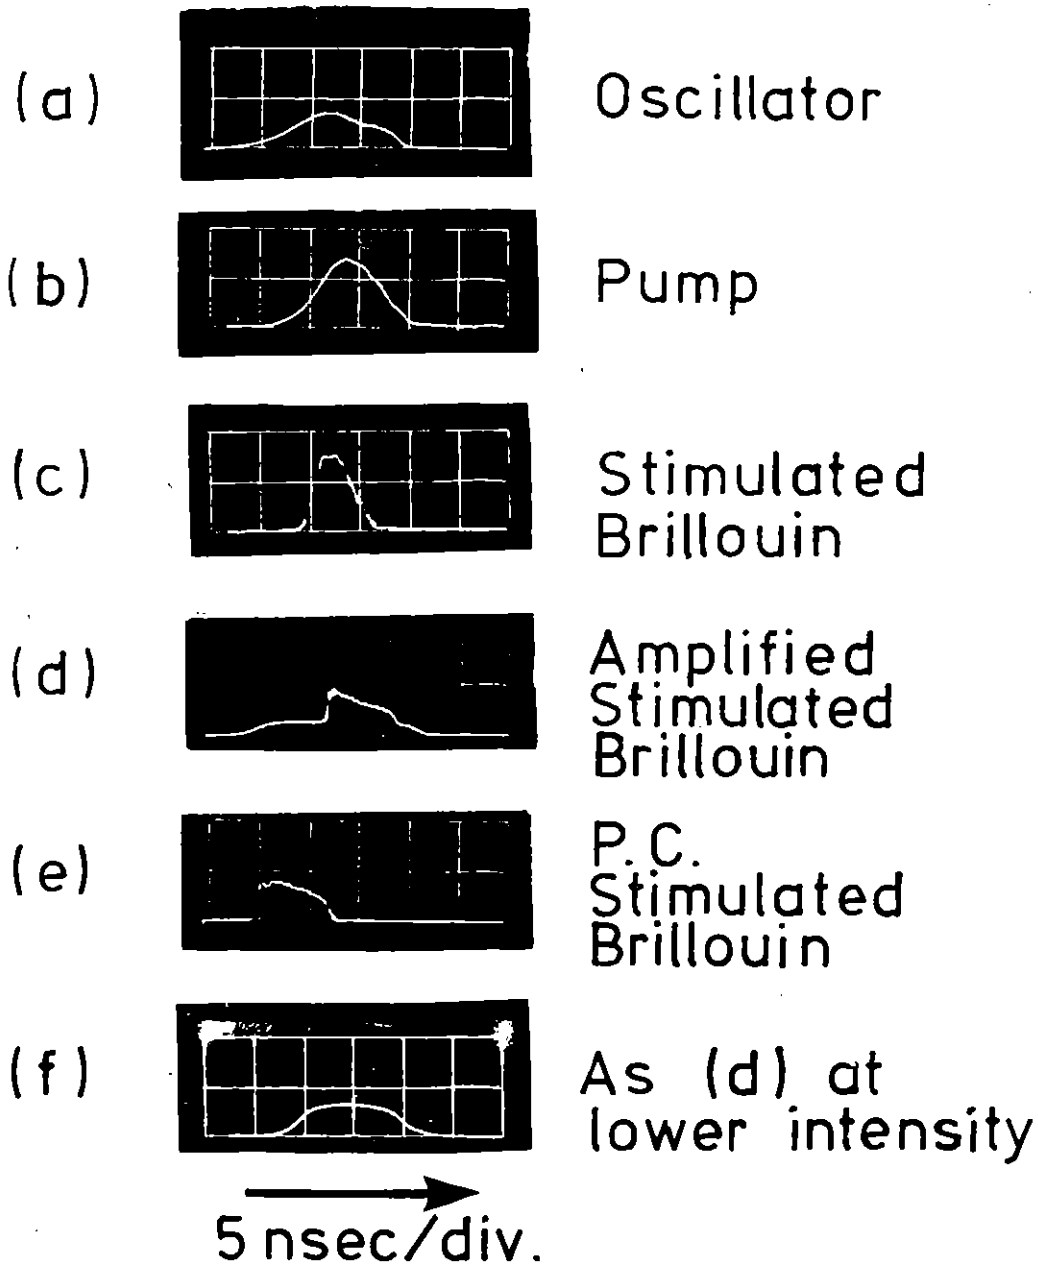 (a) Oscillator
(b) Pump
(c) Stimulated
Brillouin
(d) Amplified
Stimulated
Brillouin
(e) P.C.
Stimulated
Brillouin
(f) As (d) at
lower intensity
5 nsec/div.